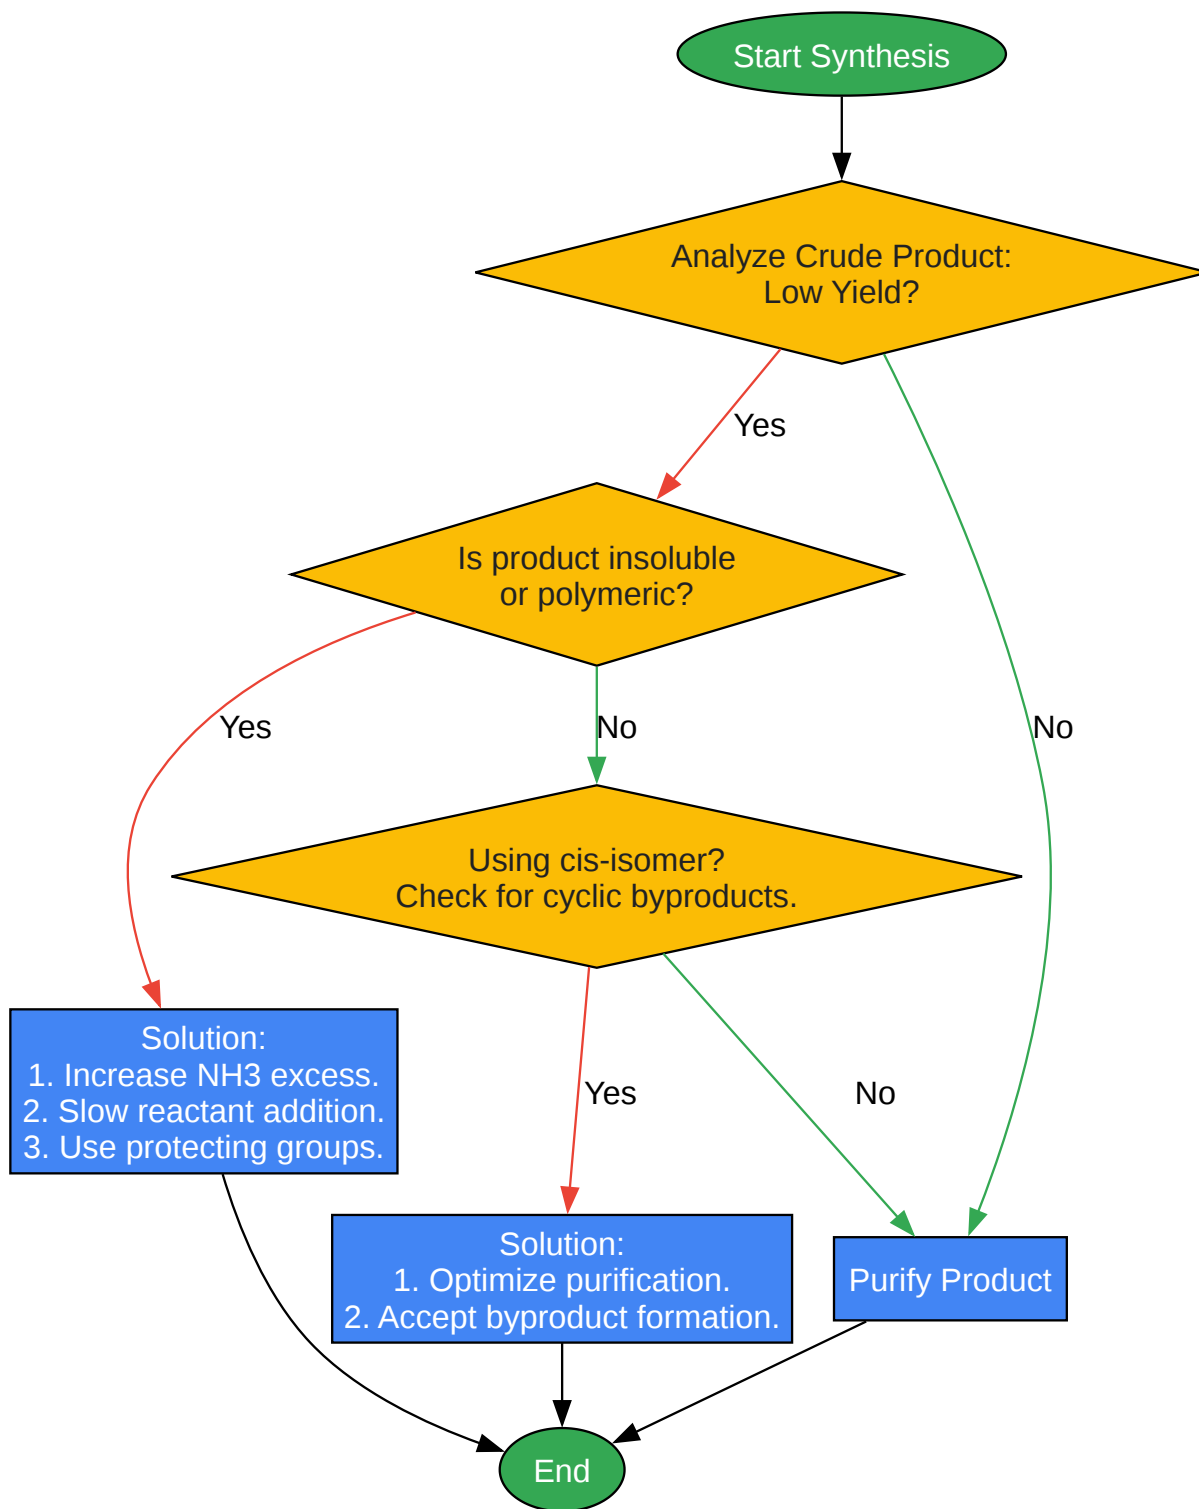 Start Synthesis
Analyze Crude Product:
Low Yield?
Yes
Is product insoluble
or polymeric?
Yes
No
No
Using cis-isomer?
Check for cyclic byproducts.
Solution:
1. Increase NH3 excess.
2. Slow reactant addition.
3. Use protecting groups.
Yes
No
Solution:
1. Optimize purification.
2. Accept byproduct formation.
Purify Product
End